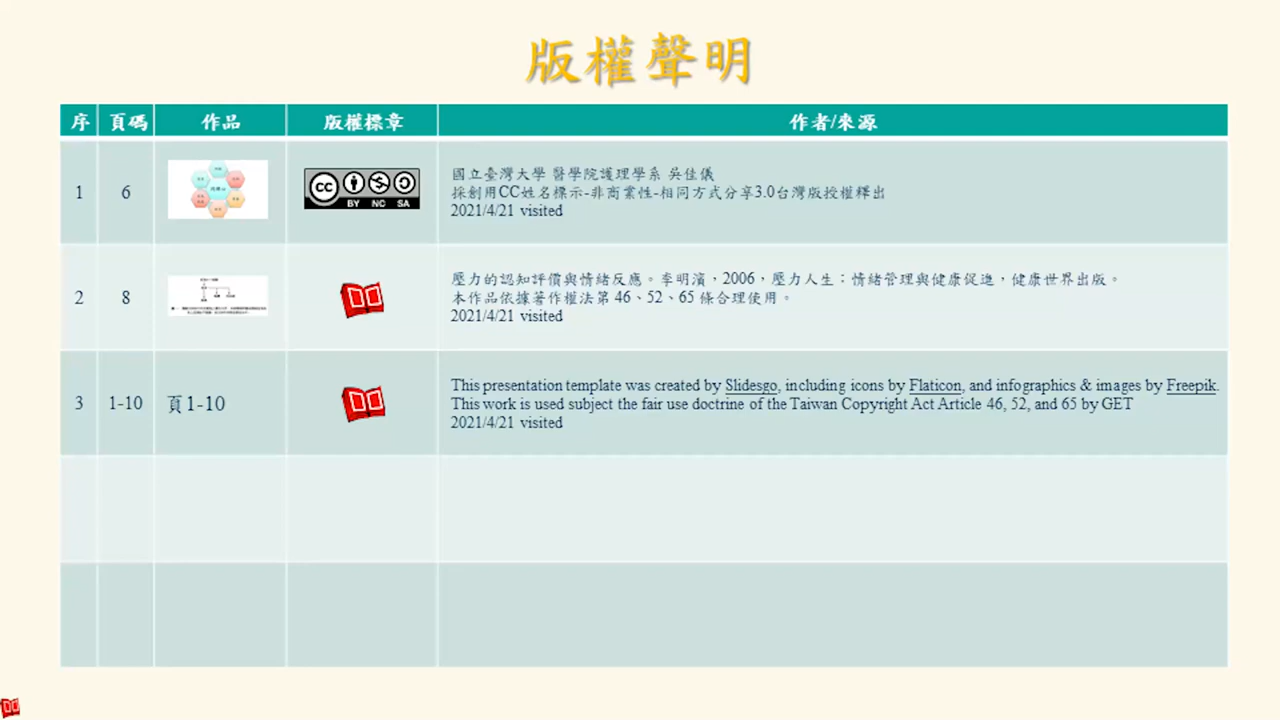 版權聲明
序 頁碼 作品 版權標章 作者/來源
1 6
CC BY NC SA
國立臺灣大學 醫學院護理學系 吳佳儀
採創用CC姓名標示-非商業性-相同方式分享3.0台灣版授權釋出
2021/4/21 visited
2 8
壓力的認知評價與情緒反應。李明濱，2006，壓力人生：情緒管理與健康促進，健康世界出版。
本作品依據著作權法第 46、52、65 條合理使用。
2021/4/21 visited
3 1-10 頁1-10
This presentation template was created by Slidesgo, including icons by Flaticon, and infographics & images by Freepik.
This work is used subject the fair use doctrine of the Taiwan Copyright Act Article 46, 52, and 65 by GET
2021/4/21 visited